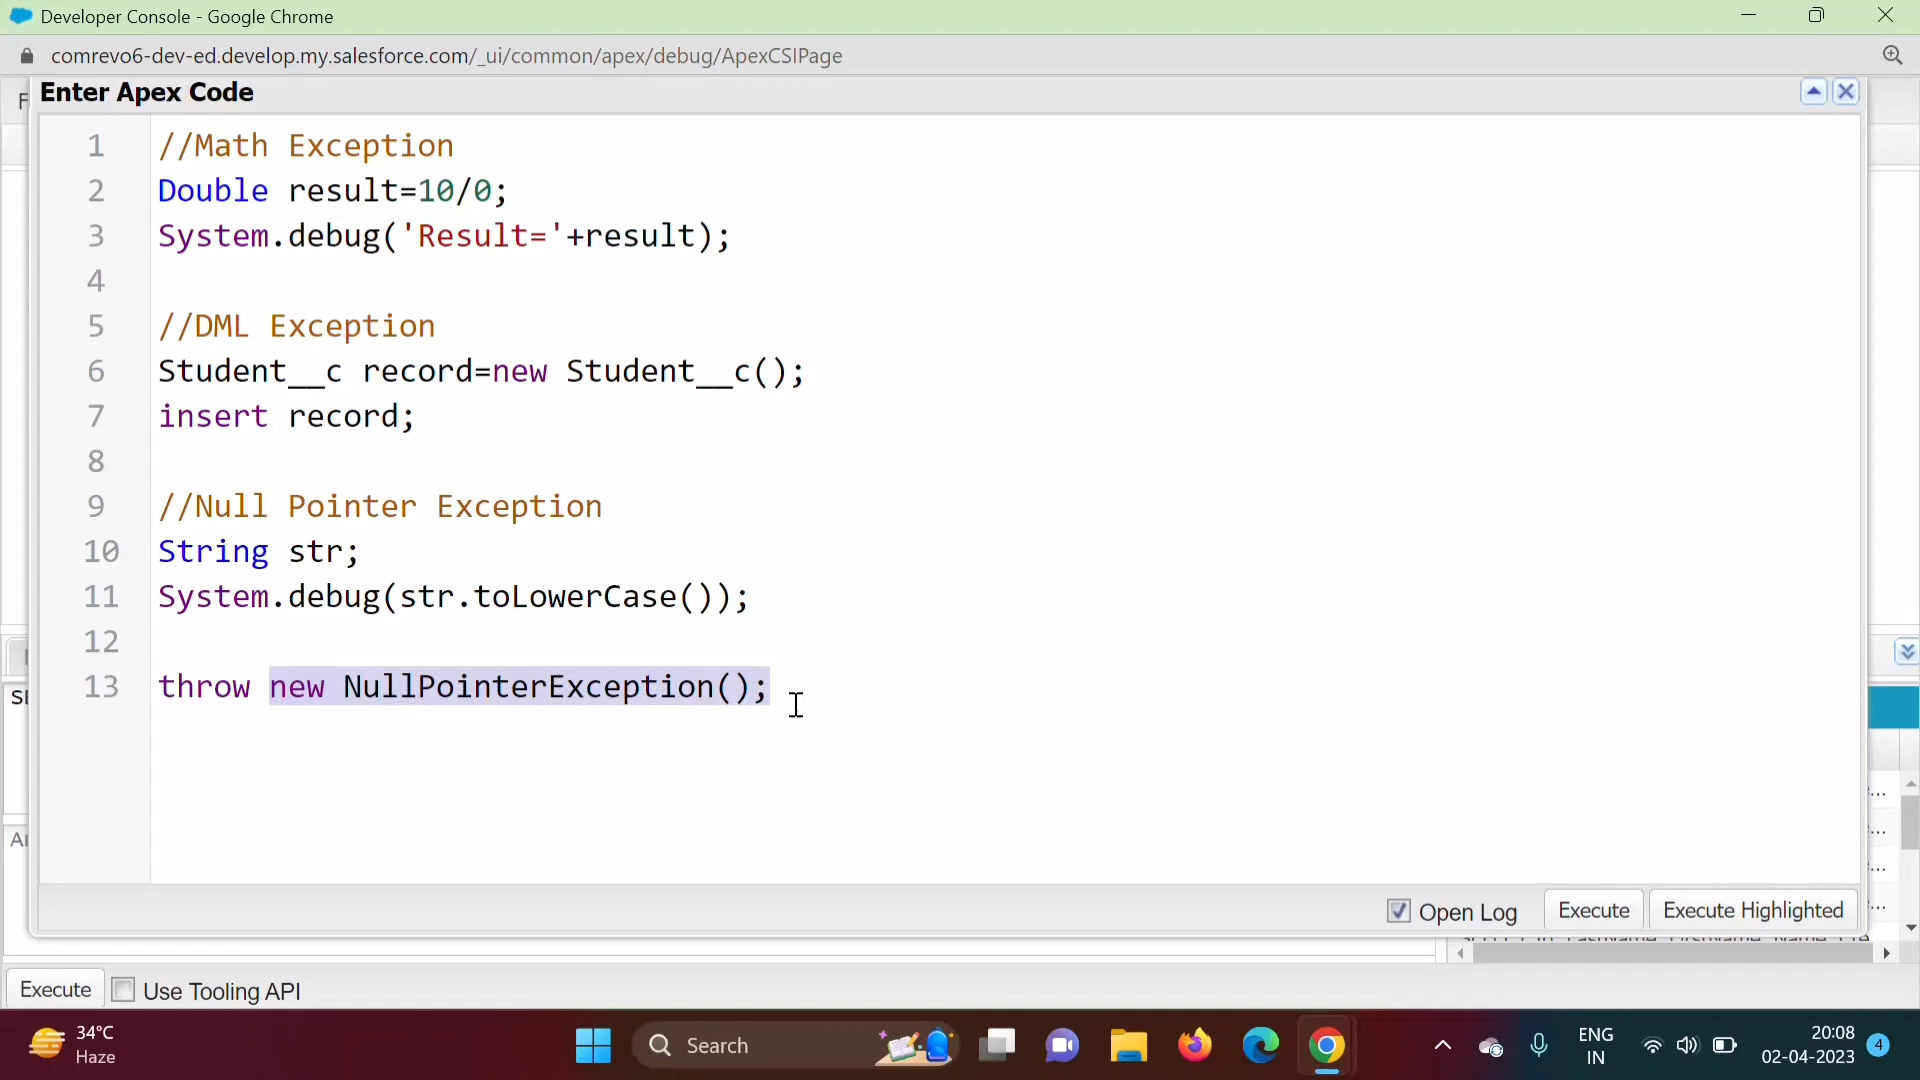 Developer Console - Google Chrome
comrevo6-dev-ed.develop.my.salesforce.com/_ui/common/apex/debug/ApexCSIPage
Enter Apex Code
1 //Math Exception
2 Double result=10/0;
3 System.debug('Result='+result);
4
5 //DML Exception
6 Student__c record=new Student__c();
7 insert record;
8
9 //Null Pointer Exception
10 String str;
11 System.debug(str.toLowerCase());
12
13 throw new NullPointerException();
Open Log Execute Execute Highlighted
Execute Use Tooling API
34°C
Haze
Search
ENG
IN
20:08
02-04-2023
4